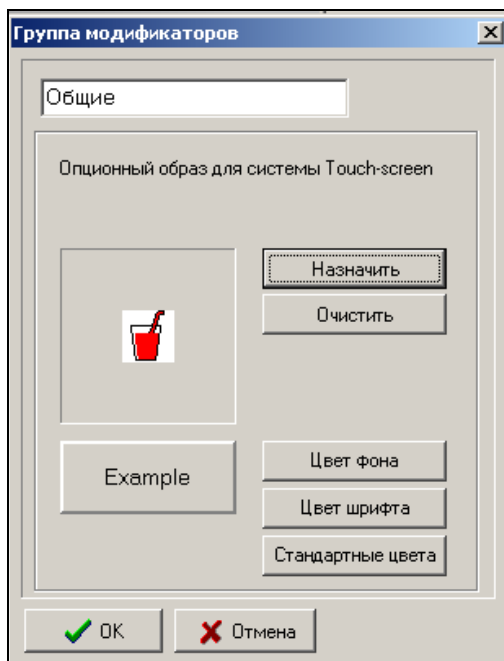 Группа модификаторов
Общие
Опционный образ для системы Touch-screen
Назначить
Очистить
Example
Цвет фона
Цвет шрифта
Стандартные цвета
OK
Отмена